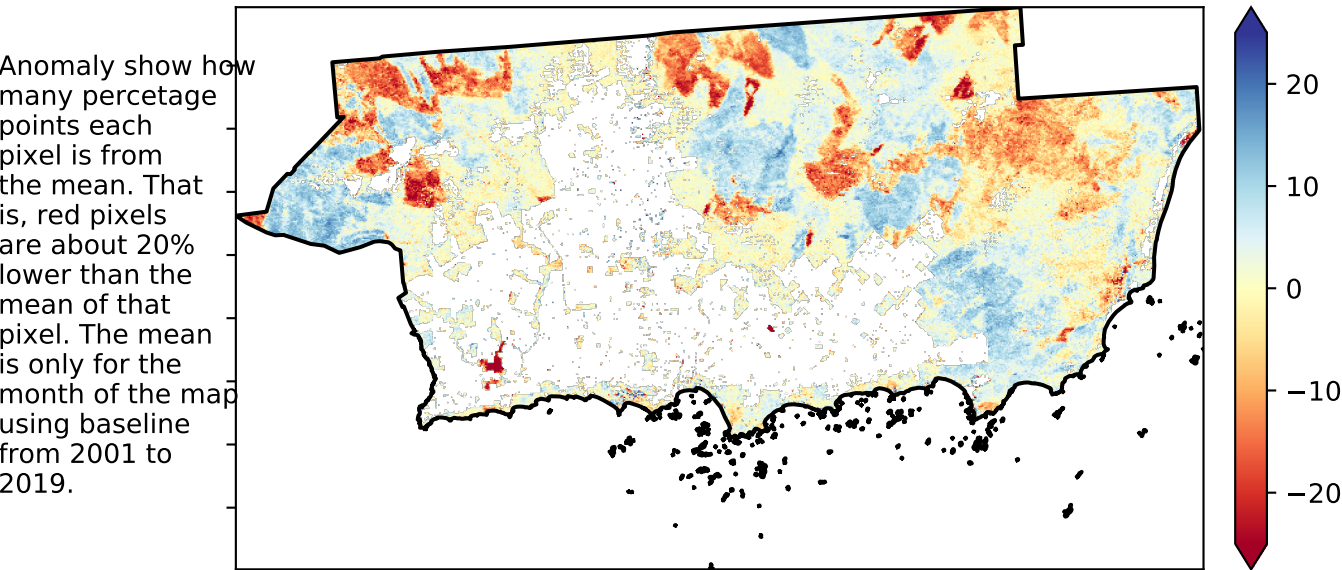 Anomaly show how
many percetage
points each
pixel is from
the mean. That
is, red pixels
are about 20%
lower than the
mean of that
pixel. The mean
is only for the
month of the map
using baseline
from 2001 to
2019.
20
10
0
−10
−20